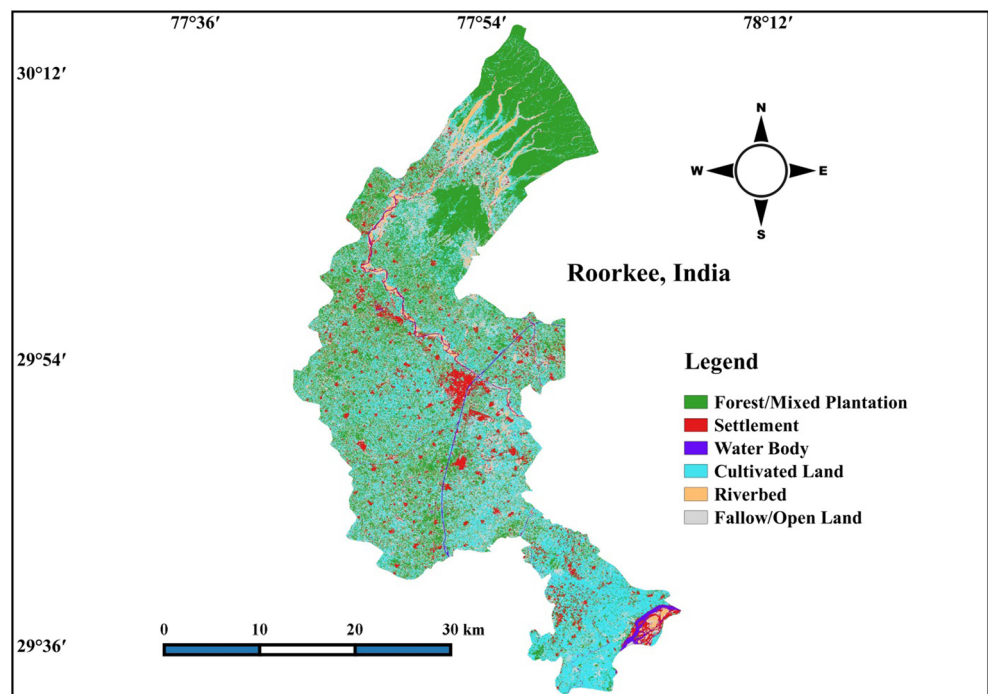 77°36′ 77°54′ 78°12′
30°12′
N
W E
S
Roorkee, India
29°54′
Legend
Forest/Mixed Plantation
Settlement
Water Body
Cultivated Land
Riverbed
Fallow/Open Land
0 10 20 30 km
29°36′